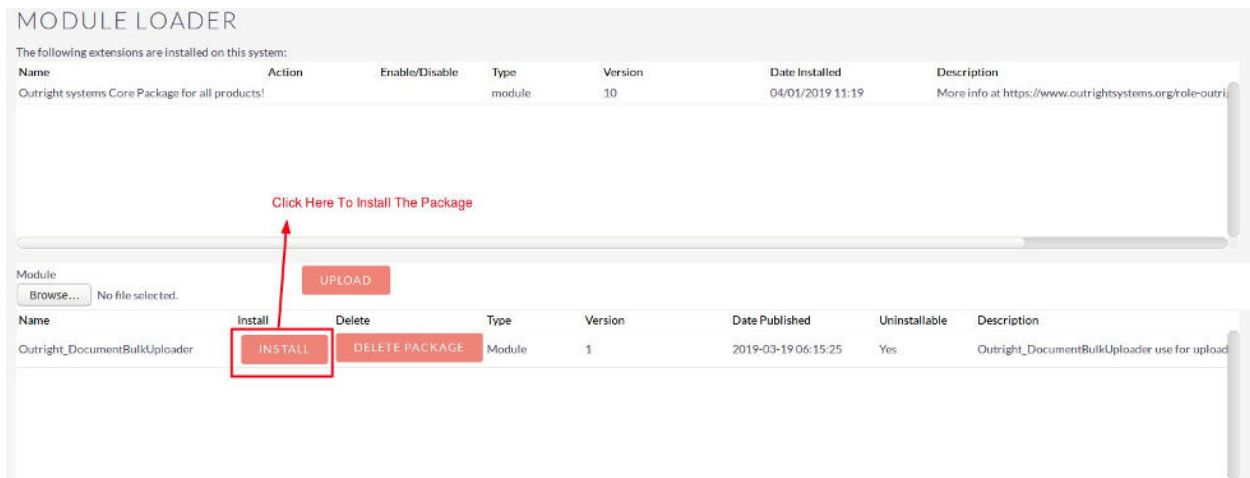 MODULE LOADER
The following extensions are installed on this system:
Name Action Enable/Disable Type Version Date Installed Description
Outright systems Core Package for all products! module 10 04/01/2019 11:19 More info at https://www.outrightsystems.org/role-outri
Click Here To Install The Package
Module
UPLOAD
Browse... No file selected.
Name Install Delete Type Version Date Published Uninstallable Description
Outright_DocumentBulkUploader INSTALL DELETE PACKAGE Module 1 2019-03-19 06:15:25 Yes Outright_DocumentBulkUploader use for upload